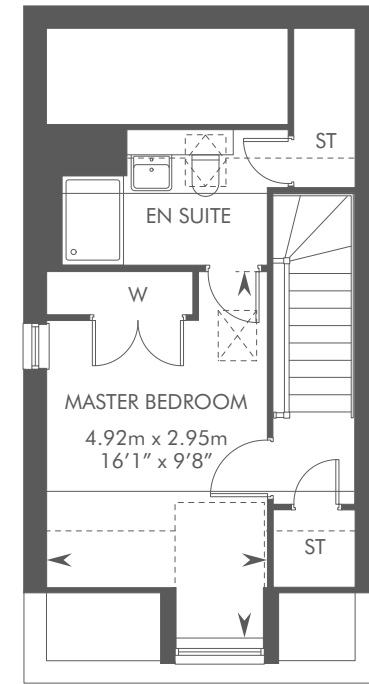 ST
EN SUITE
W
MASTER BEDROOM
4.92m x 2.95m
16’1” x 9’8”
ST